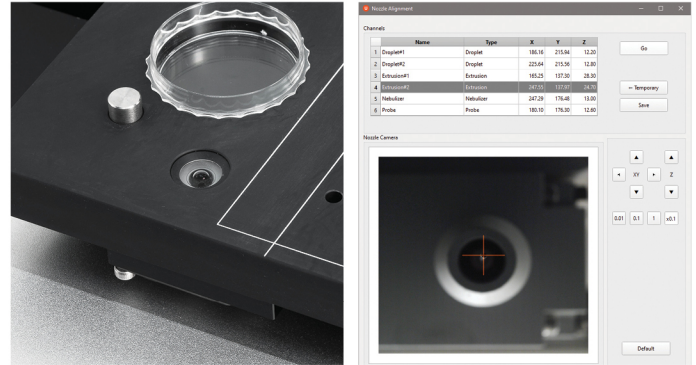 Nozzle Alignment
Channels
Name Type X Y Z
1 Droplet#1 Droplet 186.16 215.94 12.20
2 Droplet#2 Droplet 225.64 215.56 12.80
3 Extrusion#1 Extrusion 165.25 137.30 28.30
4 Extrusion#2 Extrusion 247.55 137.97 24.70
5 Nebulizer Nebulizer 247.29 176.48 13.00
6 Probe Probe 180.10 176.30 12.60
Go
← Temporary
Save
Nozzle Camera
XY Z
0.01 0.1 1 x0.1
Default